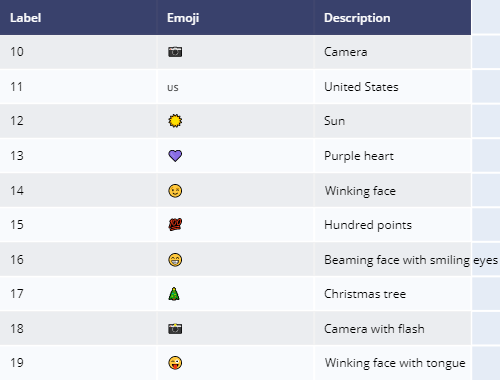 Label Emoji Description
10 📷 Camera
11 us United States
12 ☀ Sun
13 💜 Purple heart
14 😉 Winking face
15 💯 Hundred points
16 😁 Beaming face with smiling eyes
17 🎄 Christmas tree
18 📸 Camera with flash
19 😜 Winking face with tongue